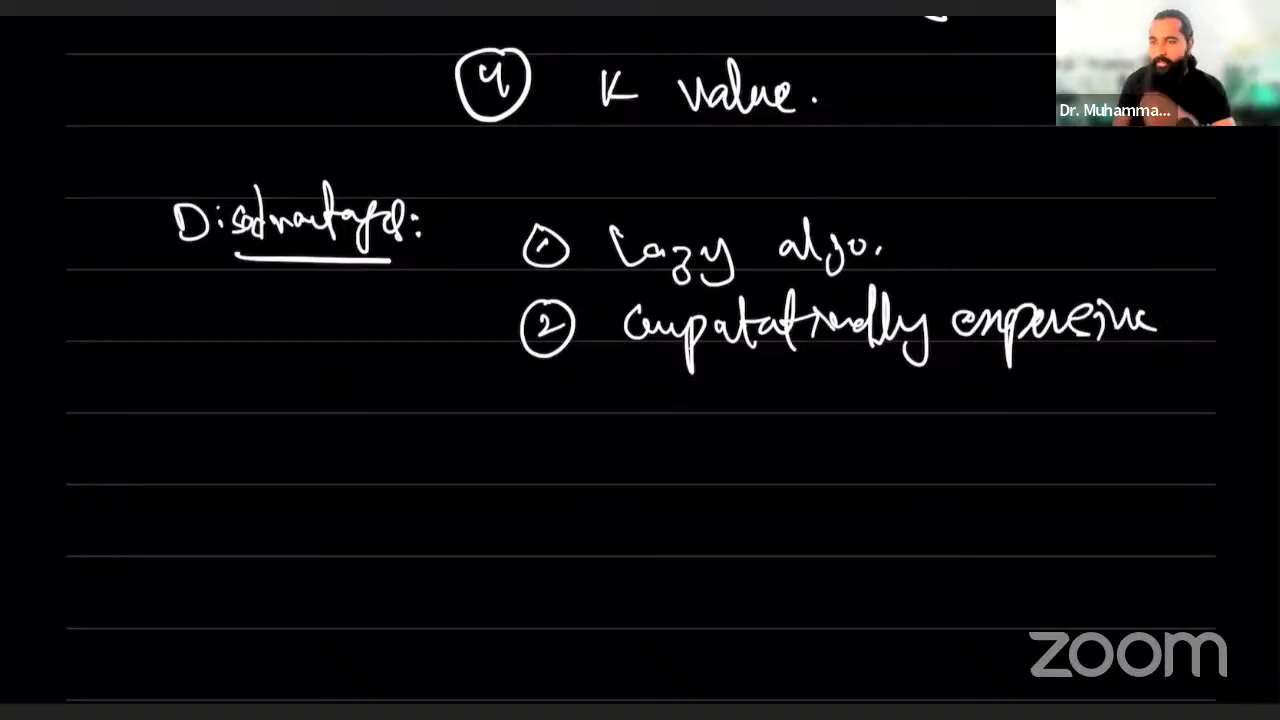 4 K value.
Dr. Muhamma...
Disadvantages:
1 Lazy algo.
2 computationally expensive
zoom